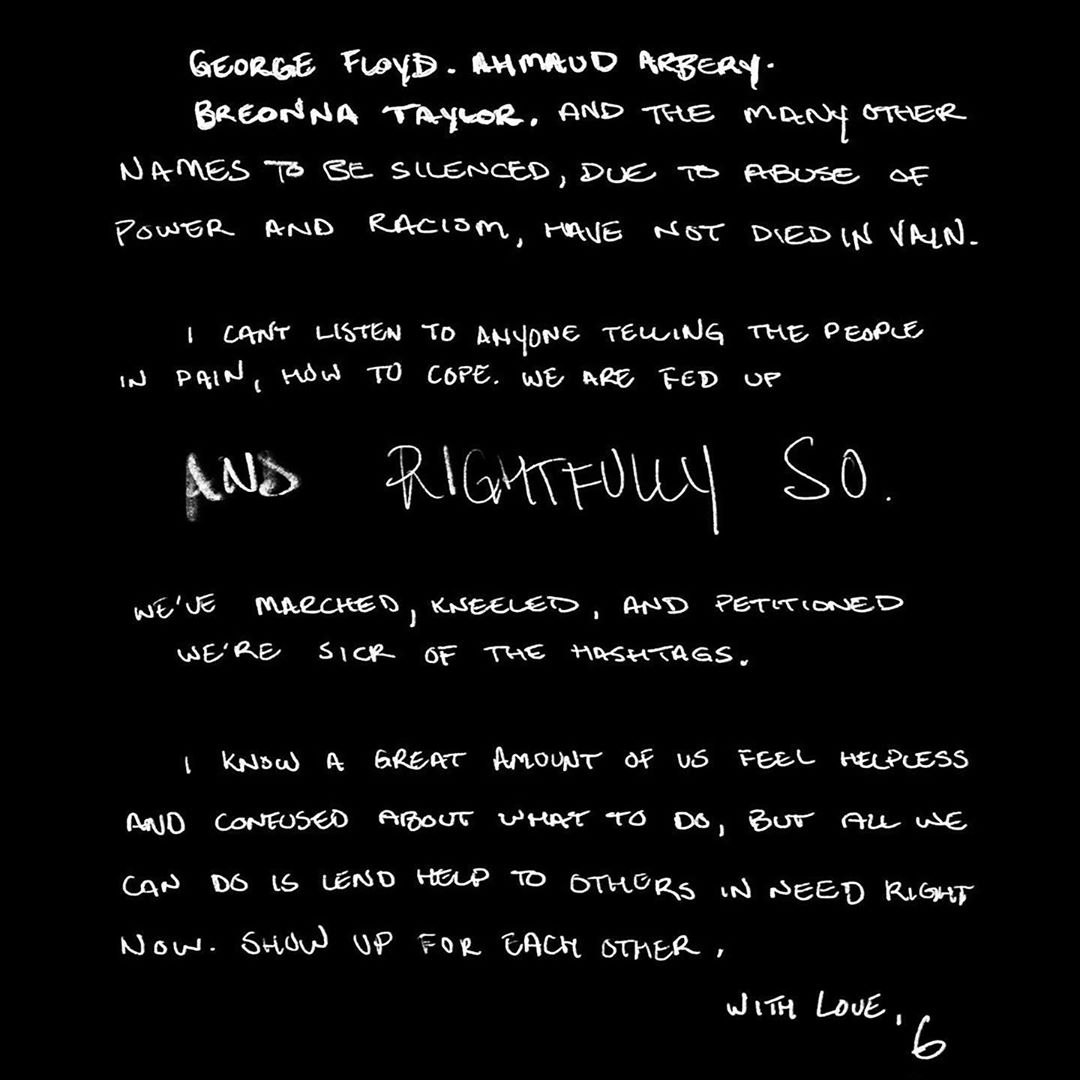 GEORGE FLOYD. AHMAUD ARBERY.
BREONNA TAYLOR. AND THE MANY OTHER
NAMES TO BE SILENCED, DUE TO ABUSE OF
POWER AND RACISM, HAVE NOT DIED IN VAIN.
I CANT LISTEN TO ANYONE TELLING THE PEOPLE
IN PAIN, HOW TO COPE. WE ARE FED UP
AND RIGHTFULLY SO.
WE'VE MARCHED, KNEELED, AND PETITIONED
WE'RE SICK OF THE HASHTAGS.
I KNOW A GREAT AMOUNT OF US FEEL HELPLESS
AND CONFUSED ABOUT WHAT TO DO, BUT ALL WE
CAN DO IS LEND HELP TO OTHERS IN NEED RIGHT
NOW. SHOW UP FOR EACH OTHER.
WITH LOVE, 6